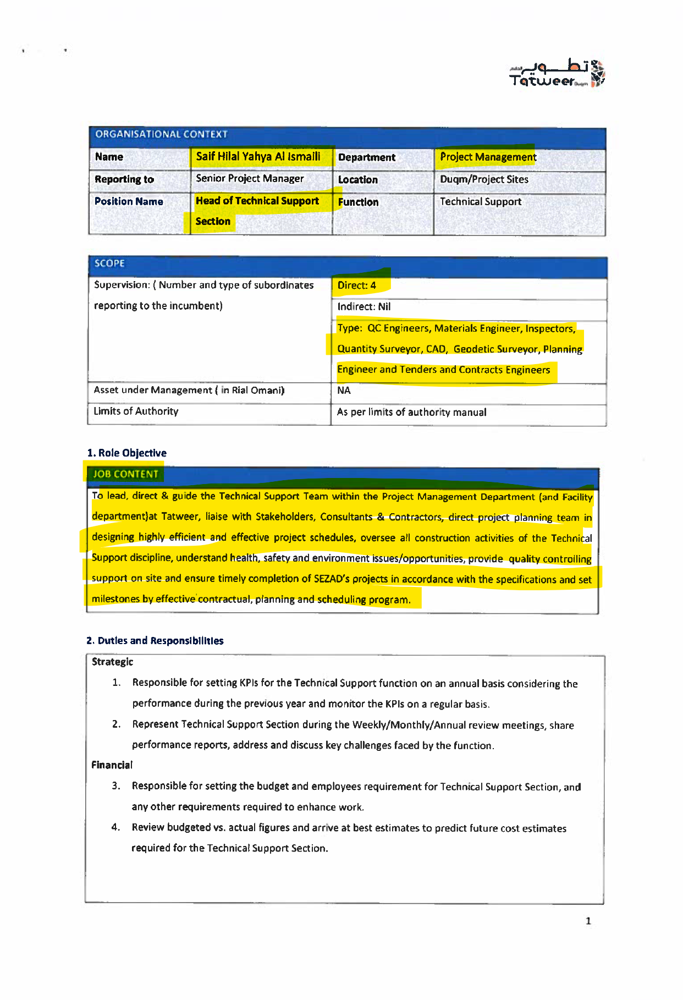 تطوير الدقم
Tatweer Duqm
ORGANISATIONAL CONTEXT
Name Saif Hilal Yahya Al Ismaili Department Project Management
Reporting to Senior Project Manager Location Duqm/Project Sites
Position Name Head of Technical Support Function Technical Support
Section
SCOPE
Supervision: ( Number and type of subordinates Direct: 4
reporting to the incumbent) Indirect: Nil
Type: QC Engineers, Materials Engineer, Inspectors,
Quantity Surveyor, CAD, Geodetic Surveyor, Planning
Engineer and Tenders and Contracts Engineers
Asset under Management ( in Rial Omani) NA
Limits of Authority As per limits of authority manual
1. Role Objective
JOB CONTENT
To lead, direct & guide the Technical Support Team within the Project Management Department (and Facility
department)at Tatweer, liaise with Stakeholders, Consultants & Contractors, direct project planning team in
designing highly efficient and effective project schedules, oversee all construction activities of the Technical
Support discipline, understand health, safety and environment issues/opportunities, provide quality controlling
support on site and ensure timely completion of SEZAD's projects in accordance with the specifications and set
milestones by effective contractual, planning and scheduling program.
2. Duties and Responsibilities
Strategic
1. Responsible for setting KPIs for the Technical Support function on an annual basis considering the
performance during the previous year and monitor the KPIs on a regular basis.
2. Represent Technical Support Section during the Weekly/Monthly/Annual review meetings, share
performance reports, address and discuss key challenges faced by the function.
Financial
3. Responsible for setting the budget and employees requirement for Technical Support Section, and
any other requirements required to enhance work.
4. Review budgeted vs. actual figures and arrive at best estimates to predict future cost estimates
required for the Technical Support Section.
1